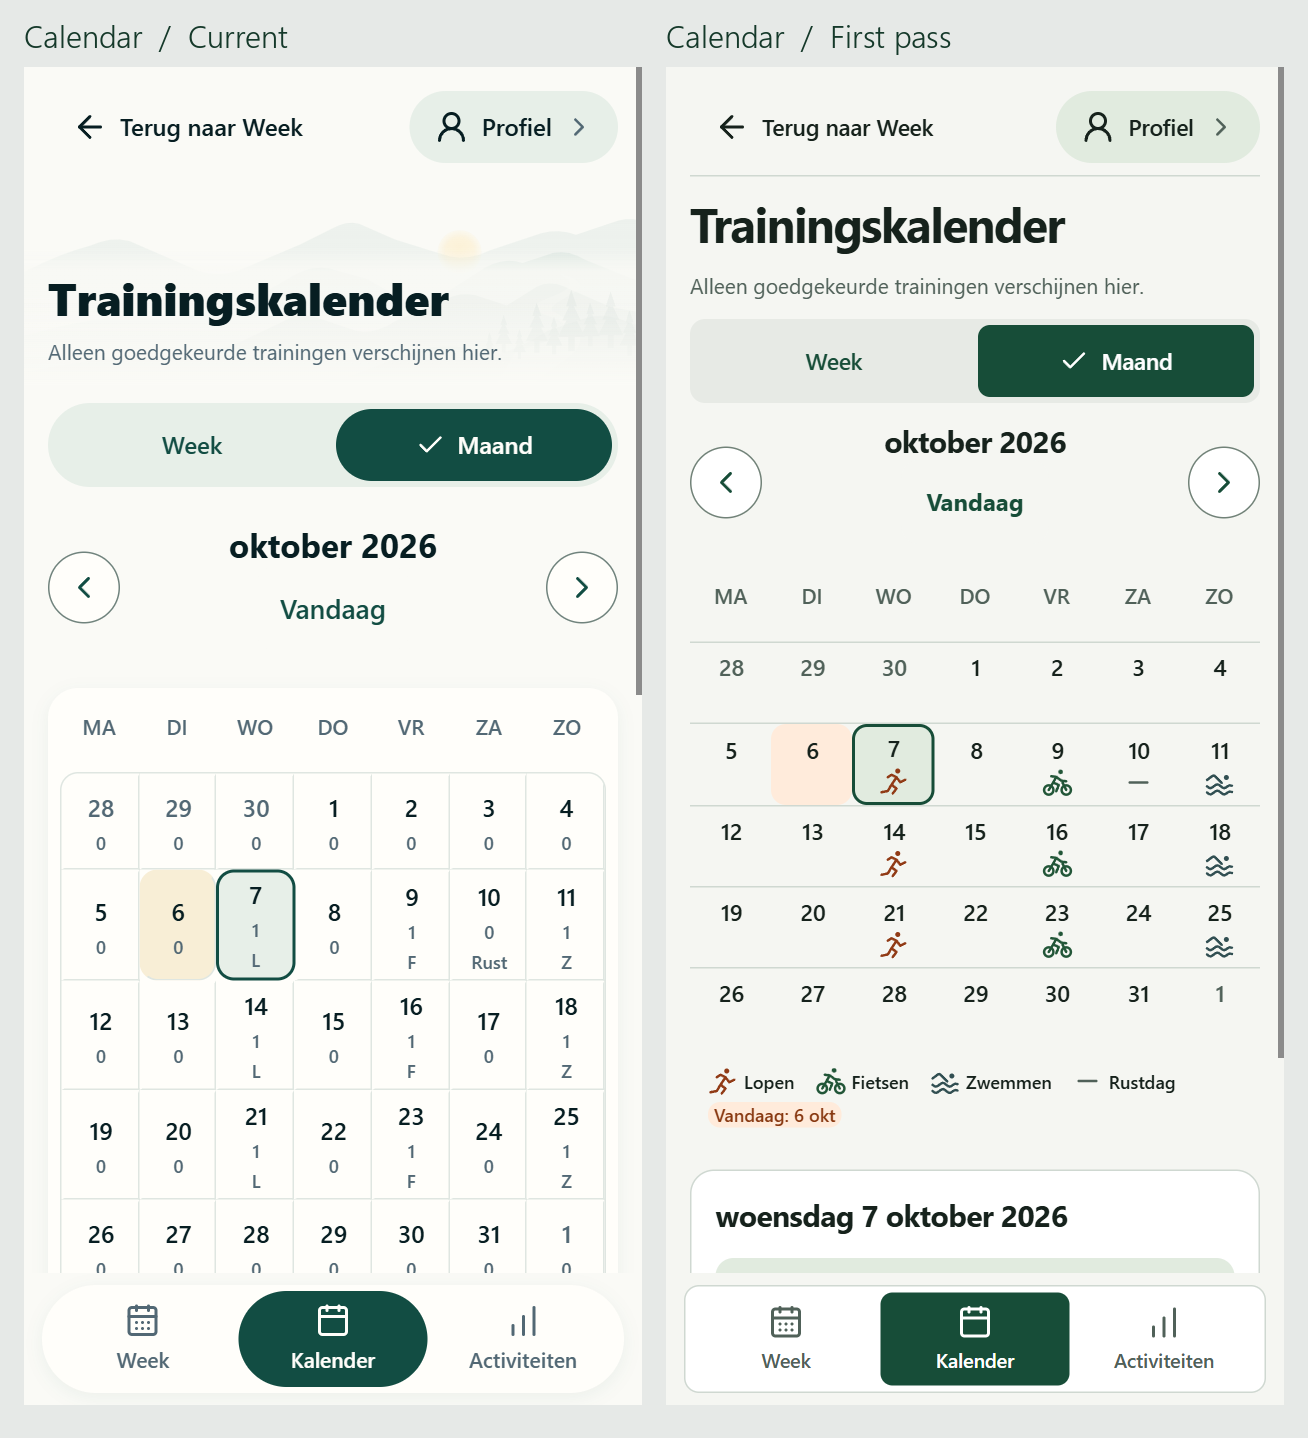 Calendar / Current
Terug naar Week
Profiel
Trainingskalender
Alleen goedgekeurde trainingen verschijnen hier.
Week
Maand
oktober 2026
Vandaag
MA DI WO DO VR ZA ZO
28 29 30 1 2 3 4
0 0 0 0 0 0 0
5 6 7 8 9 10 11
0 0 1 0 1 0 1
L F Rust Z
12 13 14 15 16 17 18
0 0 1 0 1 0 1
L F Z
19 20 21 22 23 24 25
0 0 1 0 1 0 1
L F Z
26 27 28 29 30 31 1
0 0 0 0 0 0 0
Week
Kalender
Activiteiten
Calendar / First pass
Terug naar Week
Profiel
Trainingskalender
Alleen goedgekeurde trainingen verschijnen hier.
Week
Maand
oktober 2026
Vandaag
MA DI WO DO VR ZA ZO
28 29 30 1 2 3 4
5 6 7 8 9 10 11
12 13 14 15 16 17 18
19 20 21 22 23 24 25
26 27 28 29 30 31 1
Lopen Fietsen Zwemmen — Rustdag
Vandaag: 6 okt
woensdag 7 oktober 2026
Week
Kalender
Activiteiten